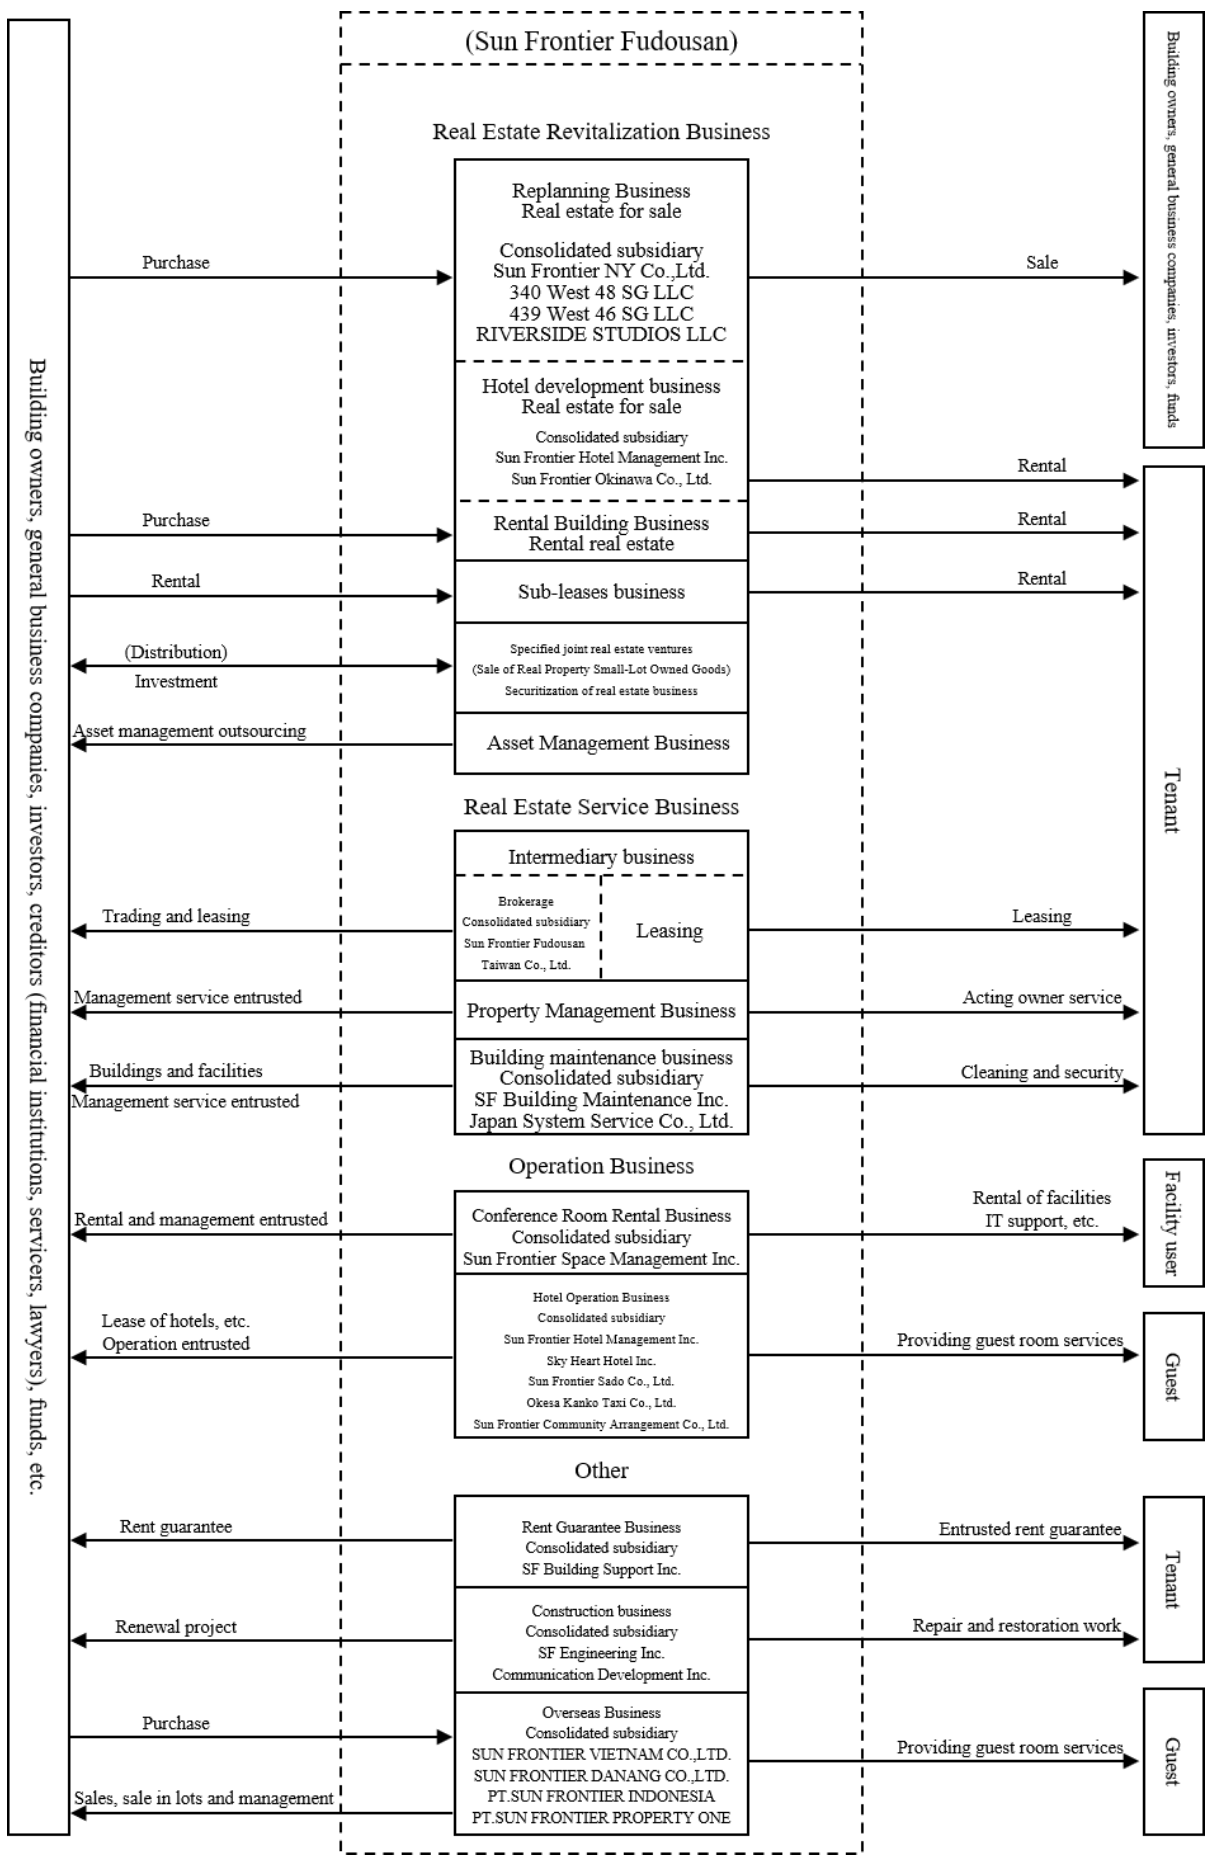 (Sun Frontier Fudousan)
Building owners, general business companies, investors, creditors (financial institutions, servicers, lawyers), funds, etc.
Building owners, general business companies, investors, funds
Real Estate Revitalization Business
Replanning Business
Real estate for sale
Consolidated subsidiary
Sun Frontier NY Co.,Ltd.
340 West 48 SG LLC
439 West 46 SG LLC
RIVERSIDE STUDIOS LLC
Purchase
Sale
Hotel development business
Real estate for sale
Consolidated subsidiary
Sun Frontier Hotel Management Inc.
Sun Frontier Okinawa Co., Ltd.
Rental
Tenant
Purchase
Rental Building Business
Rental real estate
Rental
Rental
Sub-leases business
Rental
(Distribution)
Investment
Specified joint real estate ventures
(Sale of Real Property Small-Lot Owned Goods)
Securitization of real estate business
Asset management outsourcing
Asset Management Business
Real Estate Service Business
Intermediary business
Trading and leasing
Brokerage
Consolidated subsidiary
Sun Frontier Fudousan
Taiwan Co., Ltd.
Leasing
Leasing
Management service entrusted
Property Management Business
Acting owner service
Buildings and facilities
Management service entrusted
Building maintenance business
Consolidated subsidiary
SF Building Maintenance Inc.
Japan System Service Co., Ltd.
Cleaning and security
Operation Business
Rental and management entrusted
Conference Room Rental Business
Consolidated subsidiary
Sun Frontier Space Management Inc.
Rental of facilities
IT support, etc.
Facility user
Lease of hotels, etc.
Operation entrusted
Hotel Operation Business
Consolidated subsidiary
Sun Frontier Hotel Management Inc.
Sky Heart Hotel Inc.
Sun Frontier Sado Co., Ltd.
Okesa Kanko Taxi Co., Ltd.
Sun Frontier Community Arrangement Co., Ltd.
Providing guest room services
Guest
Other
Rent guarantee
Rent Guarantee Business
Consolidated subsidiary
SF Building Support Inc.
Entrusted rent guarantee
Tenant
Renewal project
Construction business
Consolidated subsidiary
SF Engineering Inc.
Communication Development Inc.
Repair and restoration work
Purchase
Sales, sale in lots and management
Overseas Business
Consolidated subsidiary
SUN FRONTIER VIETNAM CO.,LTD.
SUN FRONTIER DANANG CO.,LTD.
PT.SUN FRONTIER INDONESIA
PT.SUN FRONTIER PROPERTY ONE
Providing guest room services
Guest